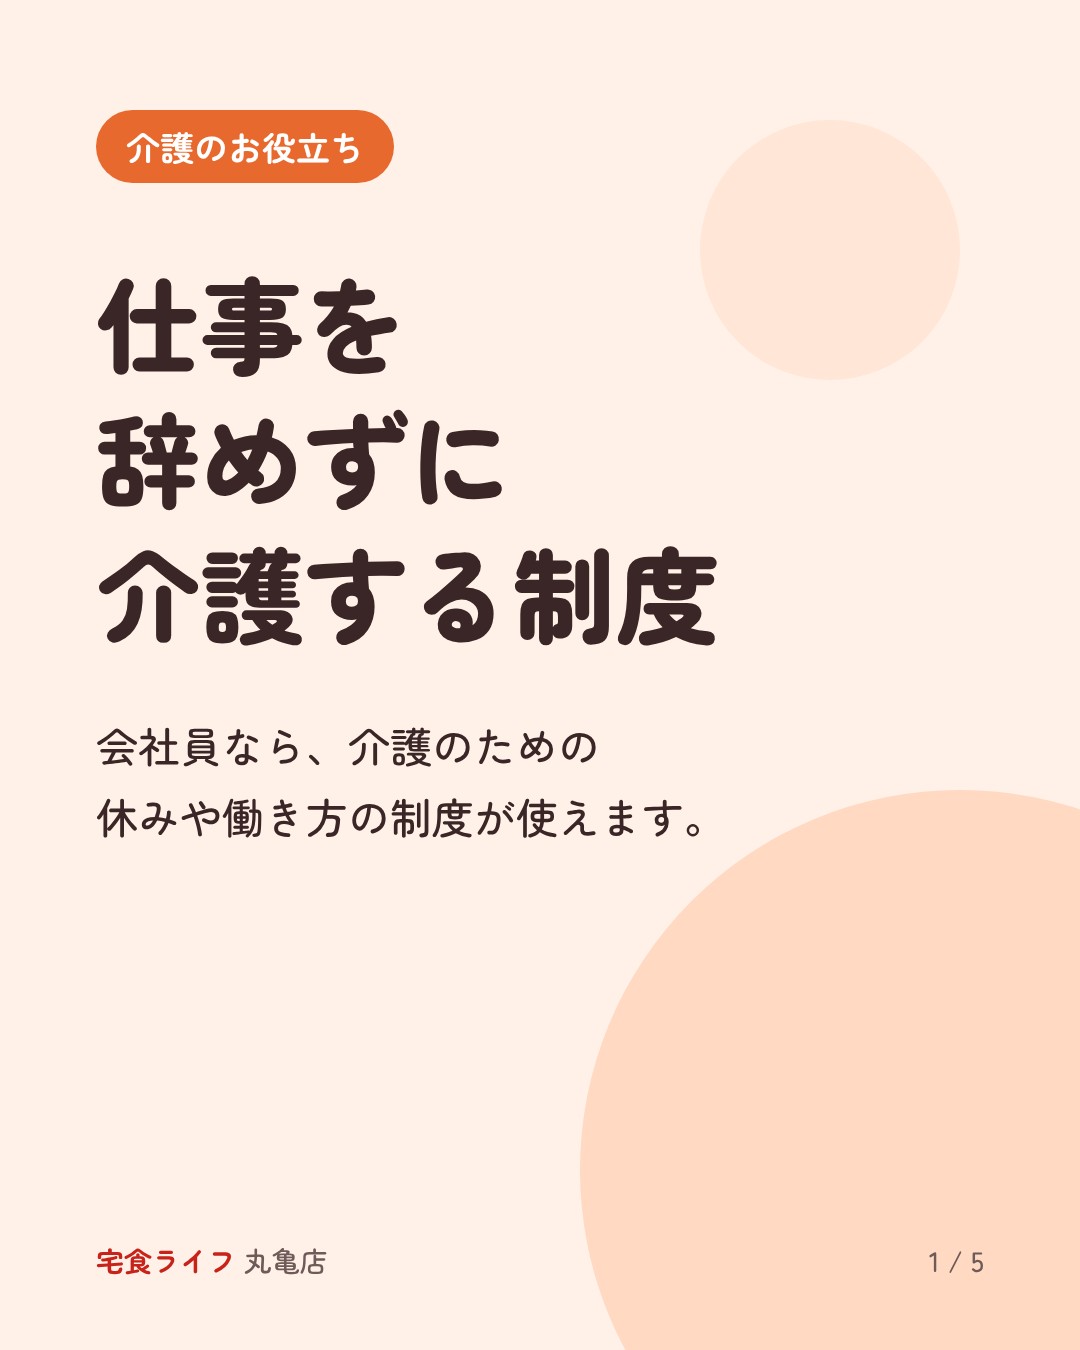 介護のお役立ち
仕事を
辞めずに
介護する制度
会社員なら、介護のための
休みや働き方の制度が使えます。
宅食ライフ 丸亀店
1 / 5